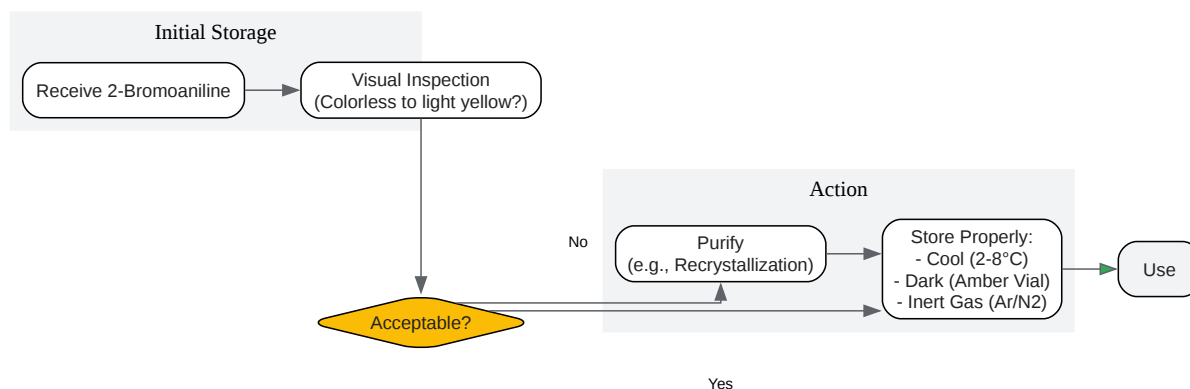 Initial Storage
Receive 2-Bromoaniline
Visual Inspection
(Colorless to light yellow?)
Action
No
Purify
(e.g., Recrystallization)
Store Properly:
- Cool (2-8°C)
- Dark (Amber Vial)
- Inert Gas (Ar/N2)
Use
Acceptable?
Yes